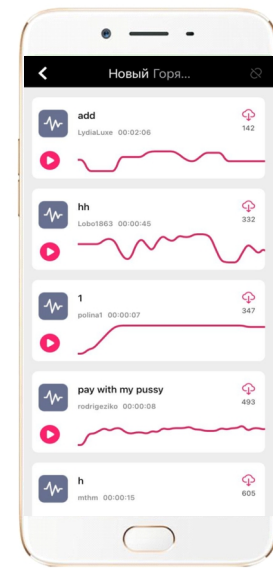 Новый Горя...
add
142
LydiaLuxe 00:02:06
hh
332
Lobo1863 00:00:45
1
347
polina1 00:00:07
pay with my pussy
493
rodrigeziko 00:00:08
h
605
mthm 00:00:15